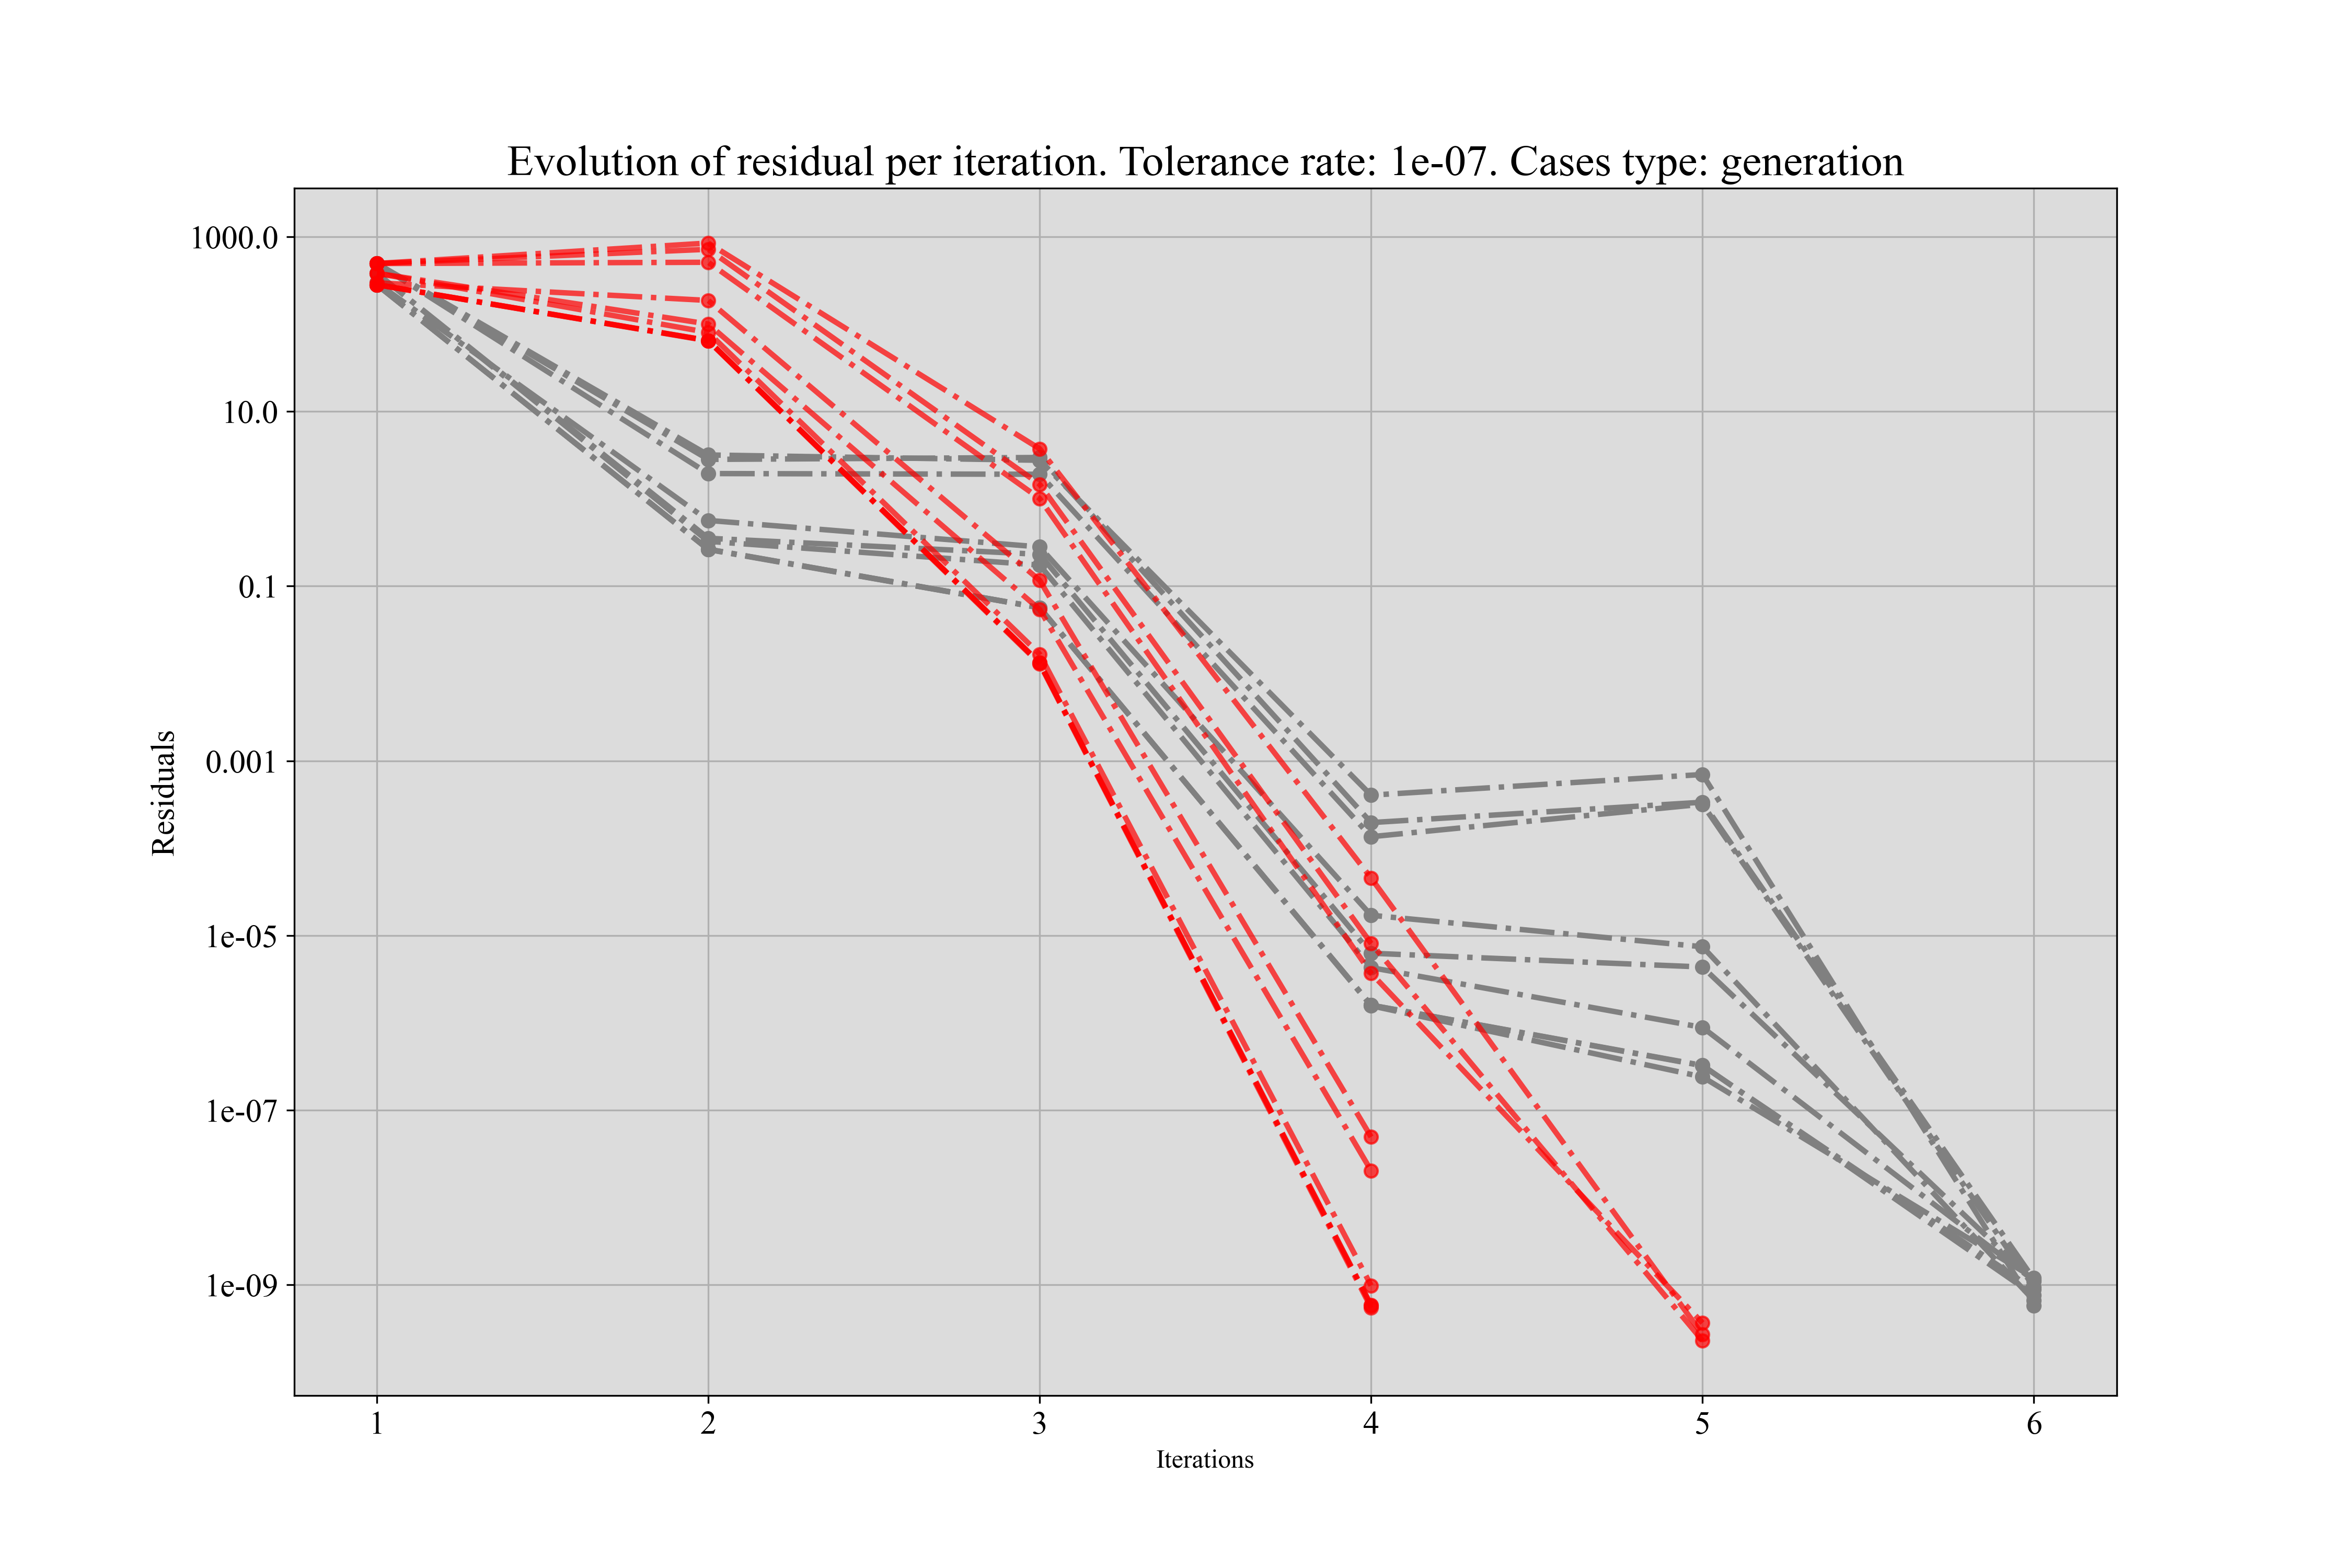 Evolution of residual per iteration. Tolerance rate: 1e-07. Cases type: generation
1000.0
10.0
0.1
0.001
1e-05
1e-07
1e-09
Residuals
1 2 3 4 5 6
Iterations